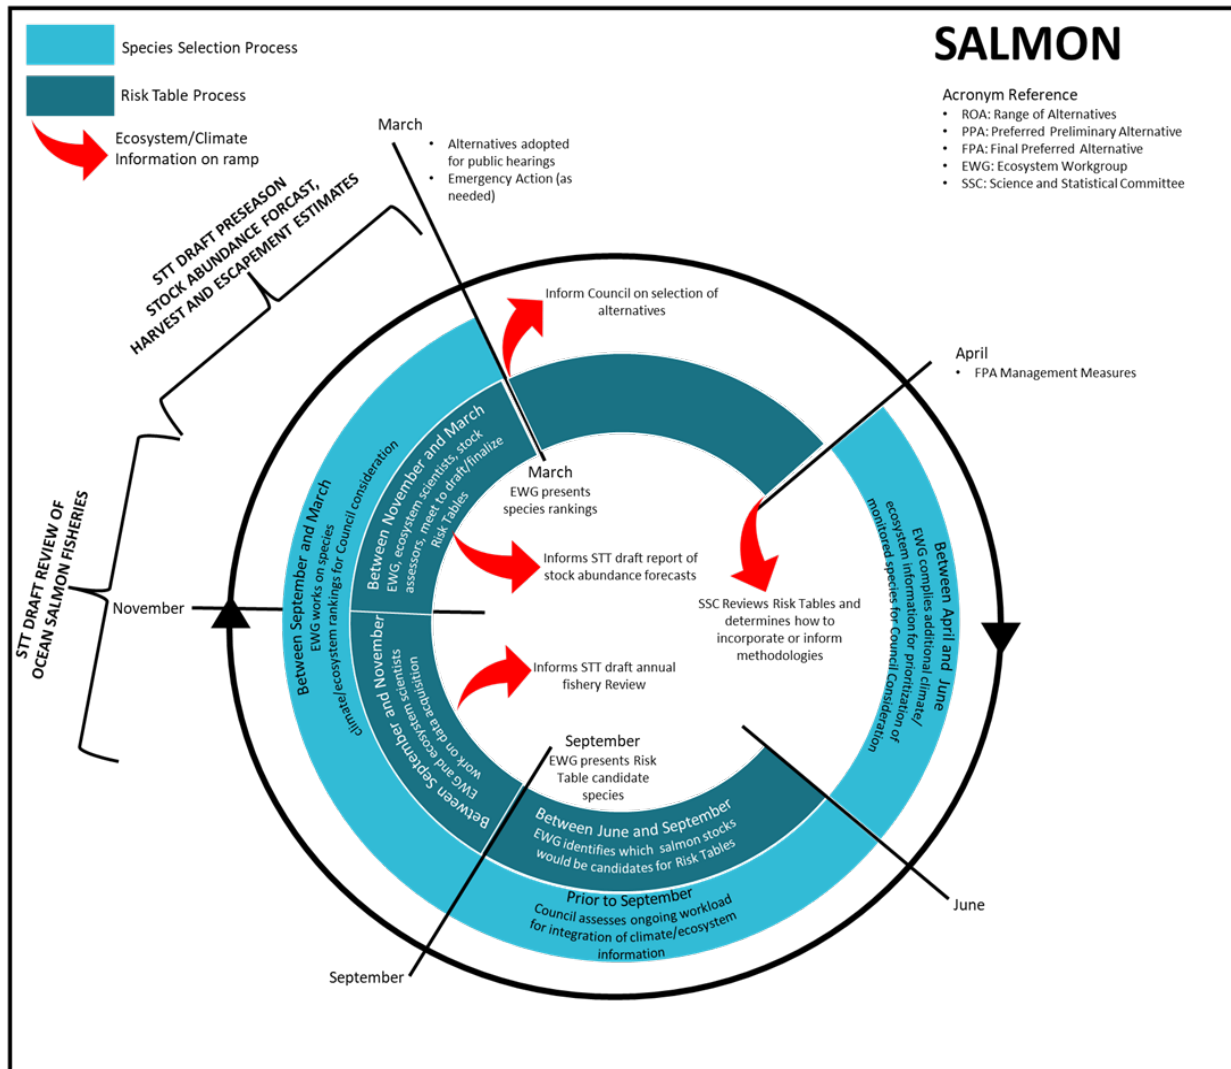 SALMON
Species Selection Process
Risk Table Process
Ecosystem/Climate
Information on ramp
Acronym Reference
• ROA: Range of Alternatives
• PPA: Preferred Preliminary Alternative
• FPA: Final Preferred Alternative
• EWG: Ecosystem Workgroup
• SSC: Science and Statistical Committee
March
• Alternatives adopted
for public hearings
• Emergency Action (as
needed)
STT DRAFT PRESEASON
STOCK ABUNDANCE FORCAST,
HARVEST AND ESCAPEMENT ESTIMATES
Inform Council on selection of
alternatives
April
• FPA Management Measures
Between November and March
EWG, ecosystem scientists, stock
assessors, meet to draft/finalize
Risk Tables
March
EWG presents
species rankings
Between September and March
EWG works on species
climate/ecosystem rankings for Council consideration
Informs STT draft report of
stock abundance forecasts
SSC Reviews Risk Tables and
determines how to
incorporate or inform
methodologies
Between April and June
EWG complies additional climate/
ecosystem information for prioritization of
monitored species for Council Consideration
STT DRAFT REVIEW OF
OCEAN SALMON FISHERIES
November
Between September and November
EWG and ecosystem scientists
work on data acquisition
Informs STT draft annual
fishery Review
September
EWG presents Risk
Table candidate
species
Between June and September
EWG identifies which salmon stocks
would be candidates for Risk Tables
Prior to September
Council assesses ongoing workload
for integration of climate/ecosystem
information
June
September